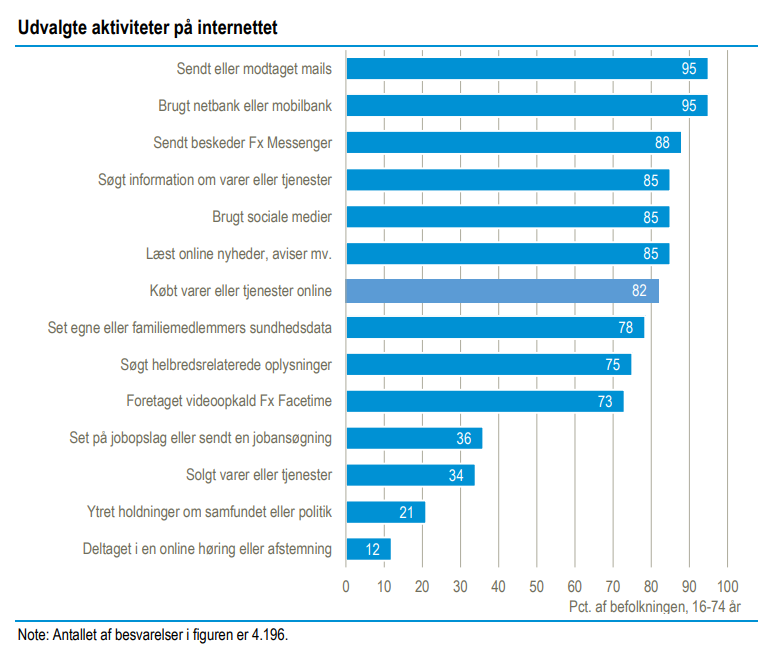 Udvalgte aktiviteter på internettet
Sendt eller modtaget mails 95
Brugt netbank eller mobilbank 95
Sendt beskeder Fx Messenger 88
Søgt information om varer eller tjenester 85
Brugt sociale medier 85
Læst online nyheder, aviser mv. 85
Købt varer eller tjenester online 82
Set egne eller familiemedlemmers sundhedsdata 78
Søgt helbredsrelaterede oplysninger 75
Foretaget videoopkald Fx Facetime 73
Set på jobopslag eller sendt en jobansøgning 36
Solgt varer eller tjenester 34
Ytret holdninger om samfundet eller politik 21
Deltaget i en online høring eller afstemning 12
0 10 20 30 40 50 60 70 80 90 100
Pct. af befolkningen, 16-74 år
Note: Antallet af besvarelser i figuren er 4.196.